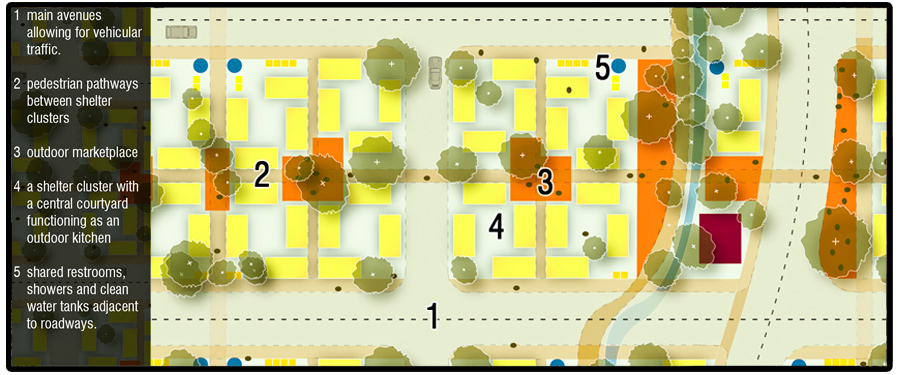 1 main avenues
allowing for vehicular
traffic.
2 pedestrian pathways
between shelter
clusters
3 outdoor marketplace
4 a shelter cluster with
a central courtyard
functioning as an
outdoor kitchen
5 shared restrooms,
showers and clean
water tanks adjacent
to roadways.
5
2
3
4
1